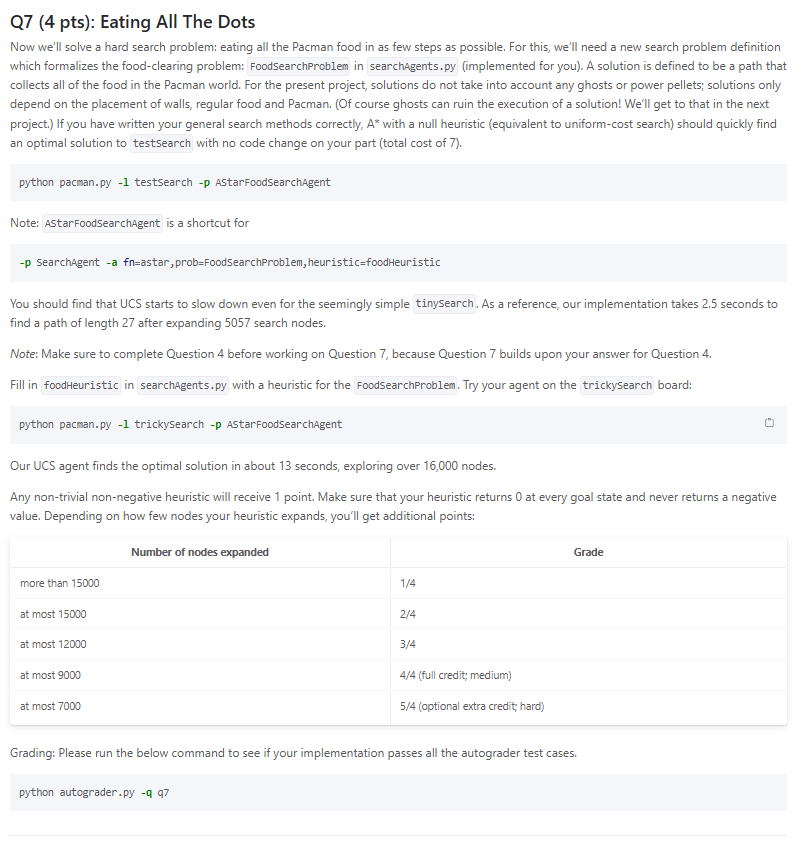 Q7 (4 pts): Eating All The Dots
Now we'll solve a hard search problem: eating all the Pacman food in as few steps as possible. For this, we'll need a new search problem definition
which formalizes the food-clearing problem: FoodSearchProblem in searchAgents.py (implemented for you). A solution is defined to be a path that
collects all of the food in the Pacman world. For the present project, solutions do not take into account any ghosts or power pellets; solutions only
depend on the placement of walls, regular food and Pacman. (Of course ghosts can ruin the execution of a solution! We'll get to that in the next
project.) If you have written your general search methods correctly, A* with a null heuristic (equivalent to uniform-cost search) should quickly find
an optimal solution to testSearch with no code change on your part (total cost of 7).
python pacman.py -l testSearch -p AStarFoodSearchAgent
Note: AStarFoodSearchAgent is a shortcut for
-p SearchAgent -a fn=astar,prob=FoodSearchProblem,heuristic=foodHeuristic
You should find that UCS starts to slow down even for the seemingly simple tinySearch. As a reference, our implementation takes 2.5 seconds to
find a path of length 27 after expanding 5057 search nodes.
Note: Make sure to complete Question 4 before working on Question 7, because Question 7 builds upon your answer for Question 4.
Fill in foodHeuristic in searchAgents.py with a heuristic for the FoodSearchProblem. Try your agent on the trickySearch board:
python pacman.py -l trickySearch -p AStarFoodSearchAgent
Our UCS agent finds the optimal solution in about 13 seconds, exploring over 16,000 nodes.
Any non-trivial non-negative heuristic will receive 1 point. Make sure that your heuristic returns 0 at every goal state and never returns a negative
value. Depending on how few nodes your heuristic expands, you'll get additional points:
Number of nodes expanded Grade
more than 15000 1/4
at most 15000 2/4
at most 12000 3/4
at most 9000 4/4 (full credit; medium)
at most 7000 5/4 (optional extra credit; hard)
Grading: Please run the below command to see if your implementation passes all the autograder test cases.
python autograder.py -q q7